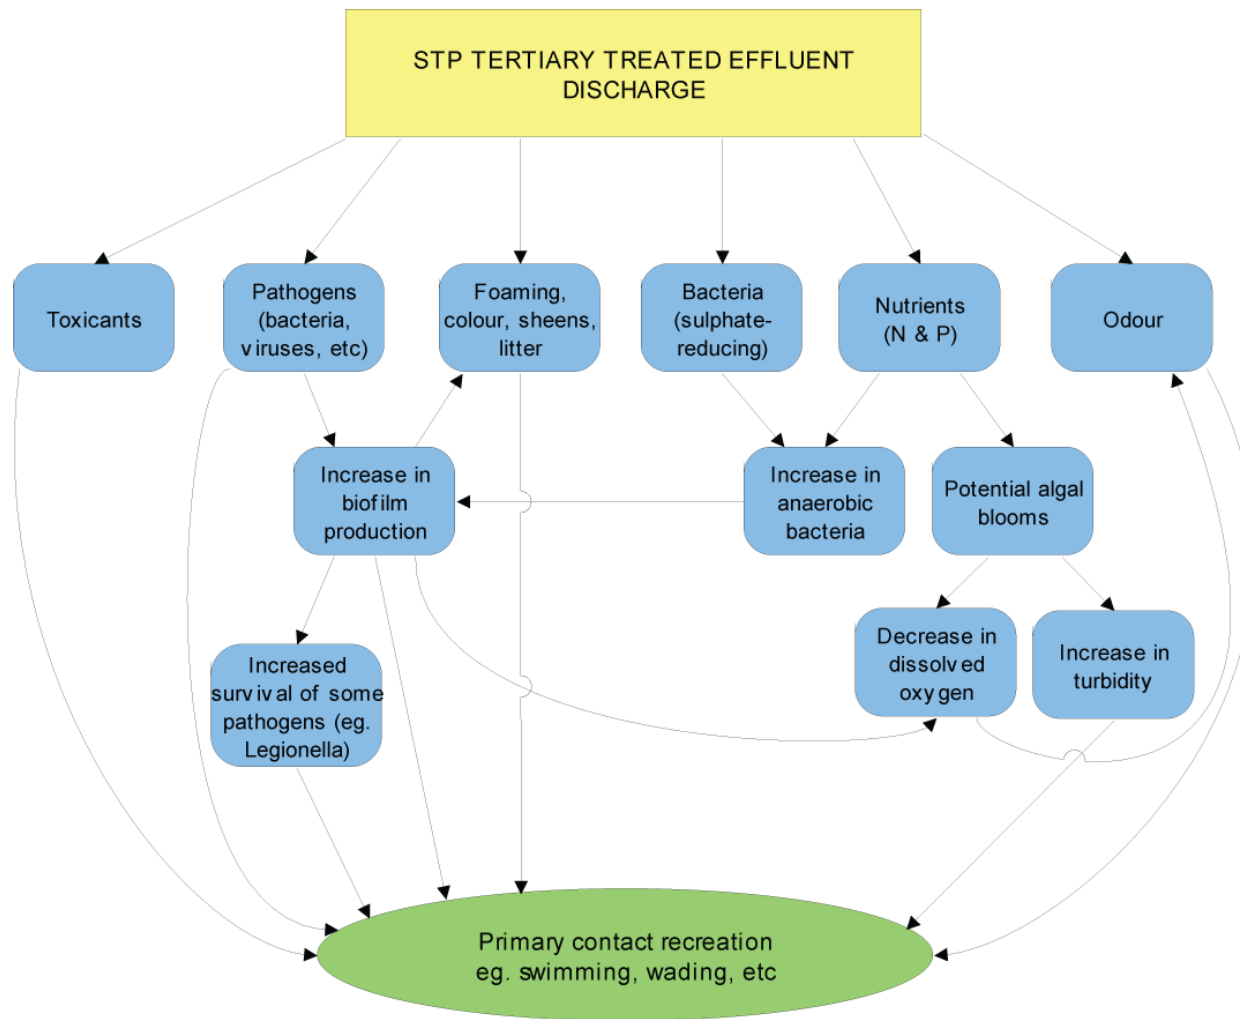 STP TERTIARY TREATED EFFLUENT
DISCHARGE
Toxicants
Pathogens
(bacteria,
viruses, etc)
Foaming,
colour, sheens,
litter
Bacteria
(sulphate-
reducing)
Nutrients
(N & P)
Odour
Increase in
biofilm
production
Increase in
anaerobic
bacteria
Potential algal
blooms
Increased
survival of some
pathogens (eg.
Legionella)
Decrease in
dissolved
oxygen
Increase in
turbidity
Primary contact recreation
eg. swimming, wading, etc